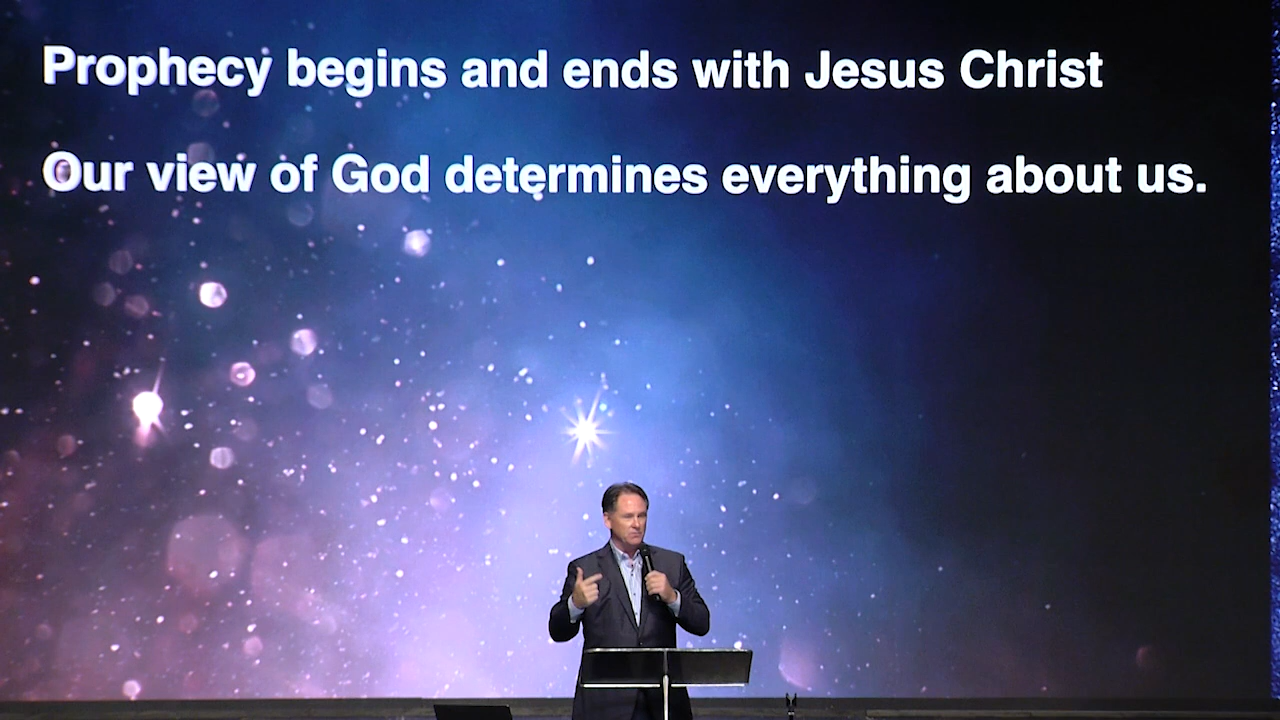 Prophecy begins and ends with Jesus Christ
Our view of God determines everything about us.